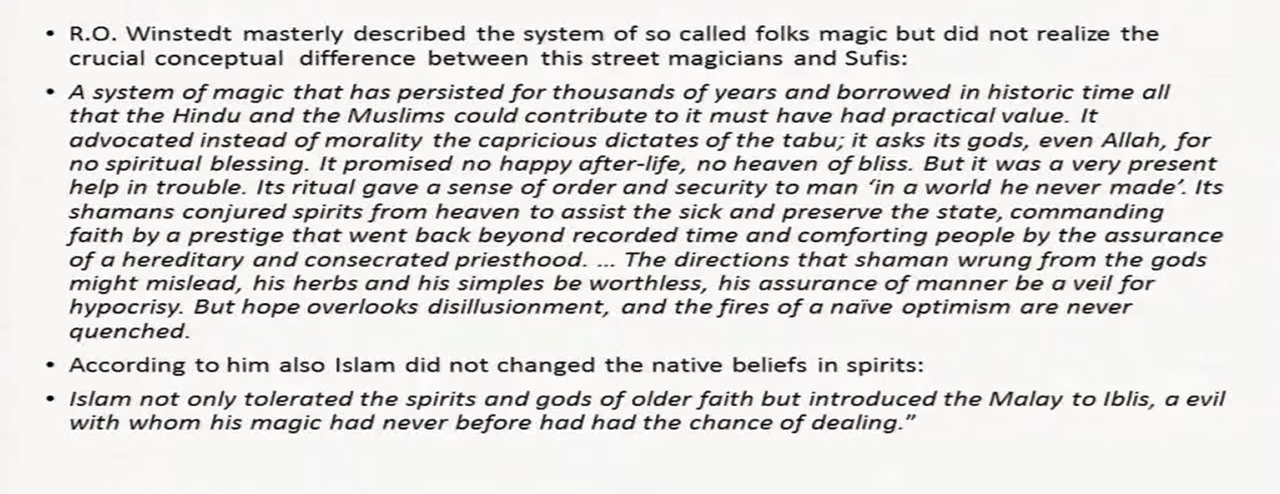 • R.O. Winstedt masterly described the system of so called folks magic but did not realize the
crucial conceptual difference between this street magicians and Sufis:
• A system of magic that has persisted for thousands of years and borrowed in historic time all
that the Hindu and the Muslims could contribute to it must have had practical value. It
advocated instead of morality the capricious dictates of the tabu; it asks its gods, even Allah, for
no spiritual blessing. It promised no happy after-life, no heaven of bliss. But it was a very present
help in trouble. Its ritual gave a sense of order and security to man ‘in a world he never made’. Its
shamans conjured spirits from heaven to assist the sick and preserve the state, commanding
faith by a prestige that went back beyond recorded time and comforting people by the assurance
of a hereditary and consecrated priesthood. ... The directions that shaman wrung from the gods
might mislead, his herbs and his simples be worthless, his assurance of manner be a veil for
hypocrisy. But hope overlooks disillusionment, and the fires of a naïve optimism are never
quenched.
• According to him also Islam did not changed the native beliefs in spirits:
• Islam not only tolerated the spirits and gods of older faith but introduced the Malay to Iblis, a evil
with whom his magic had never before had had the chance of dealing.”